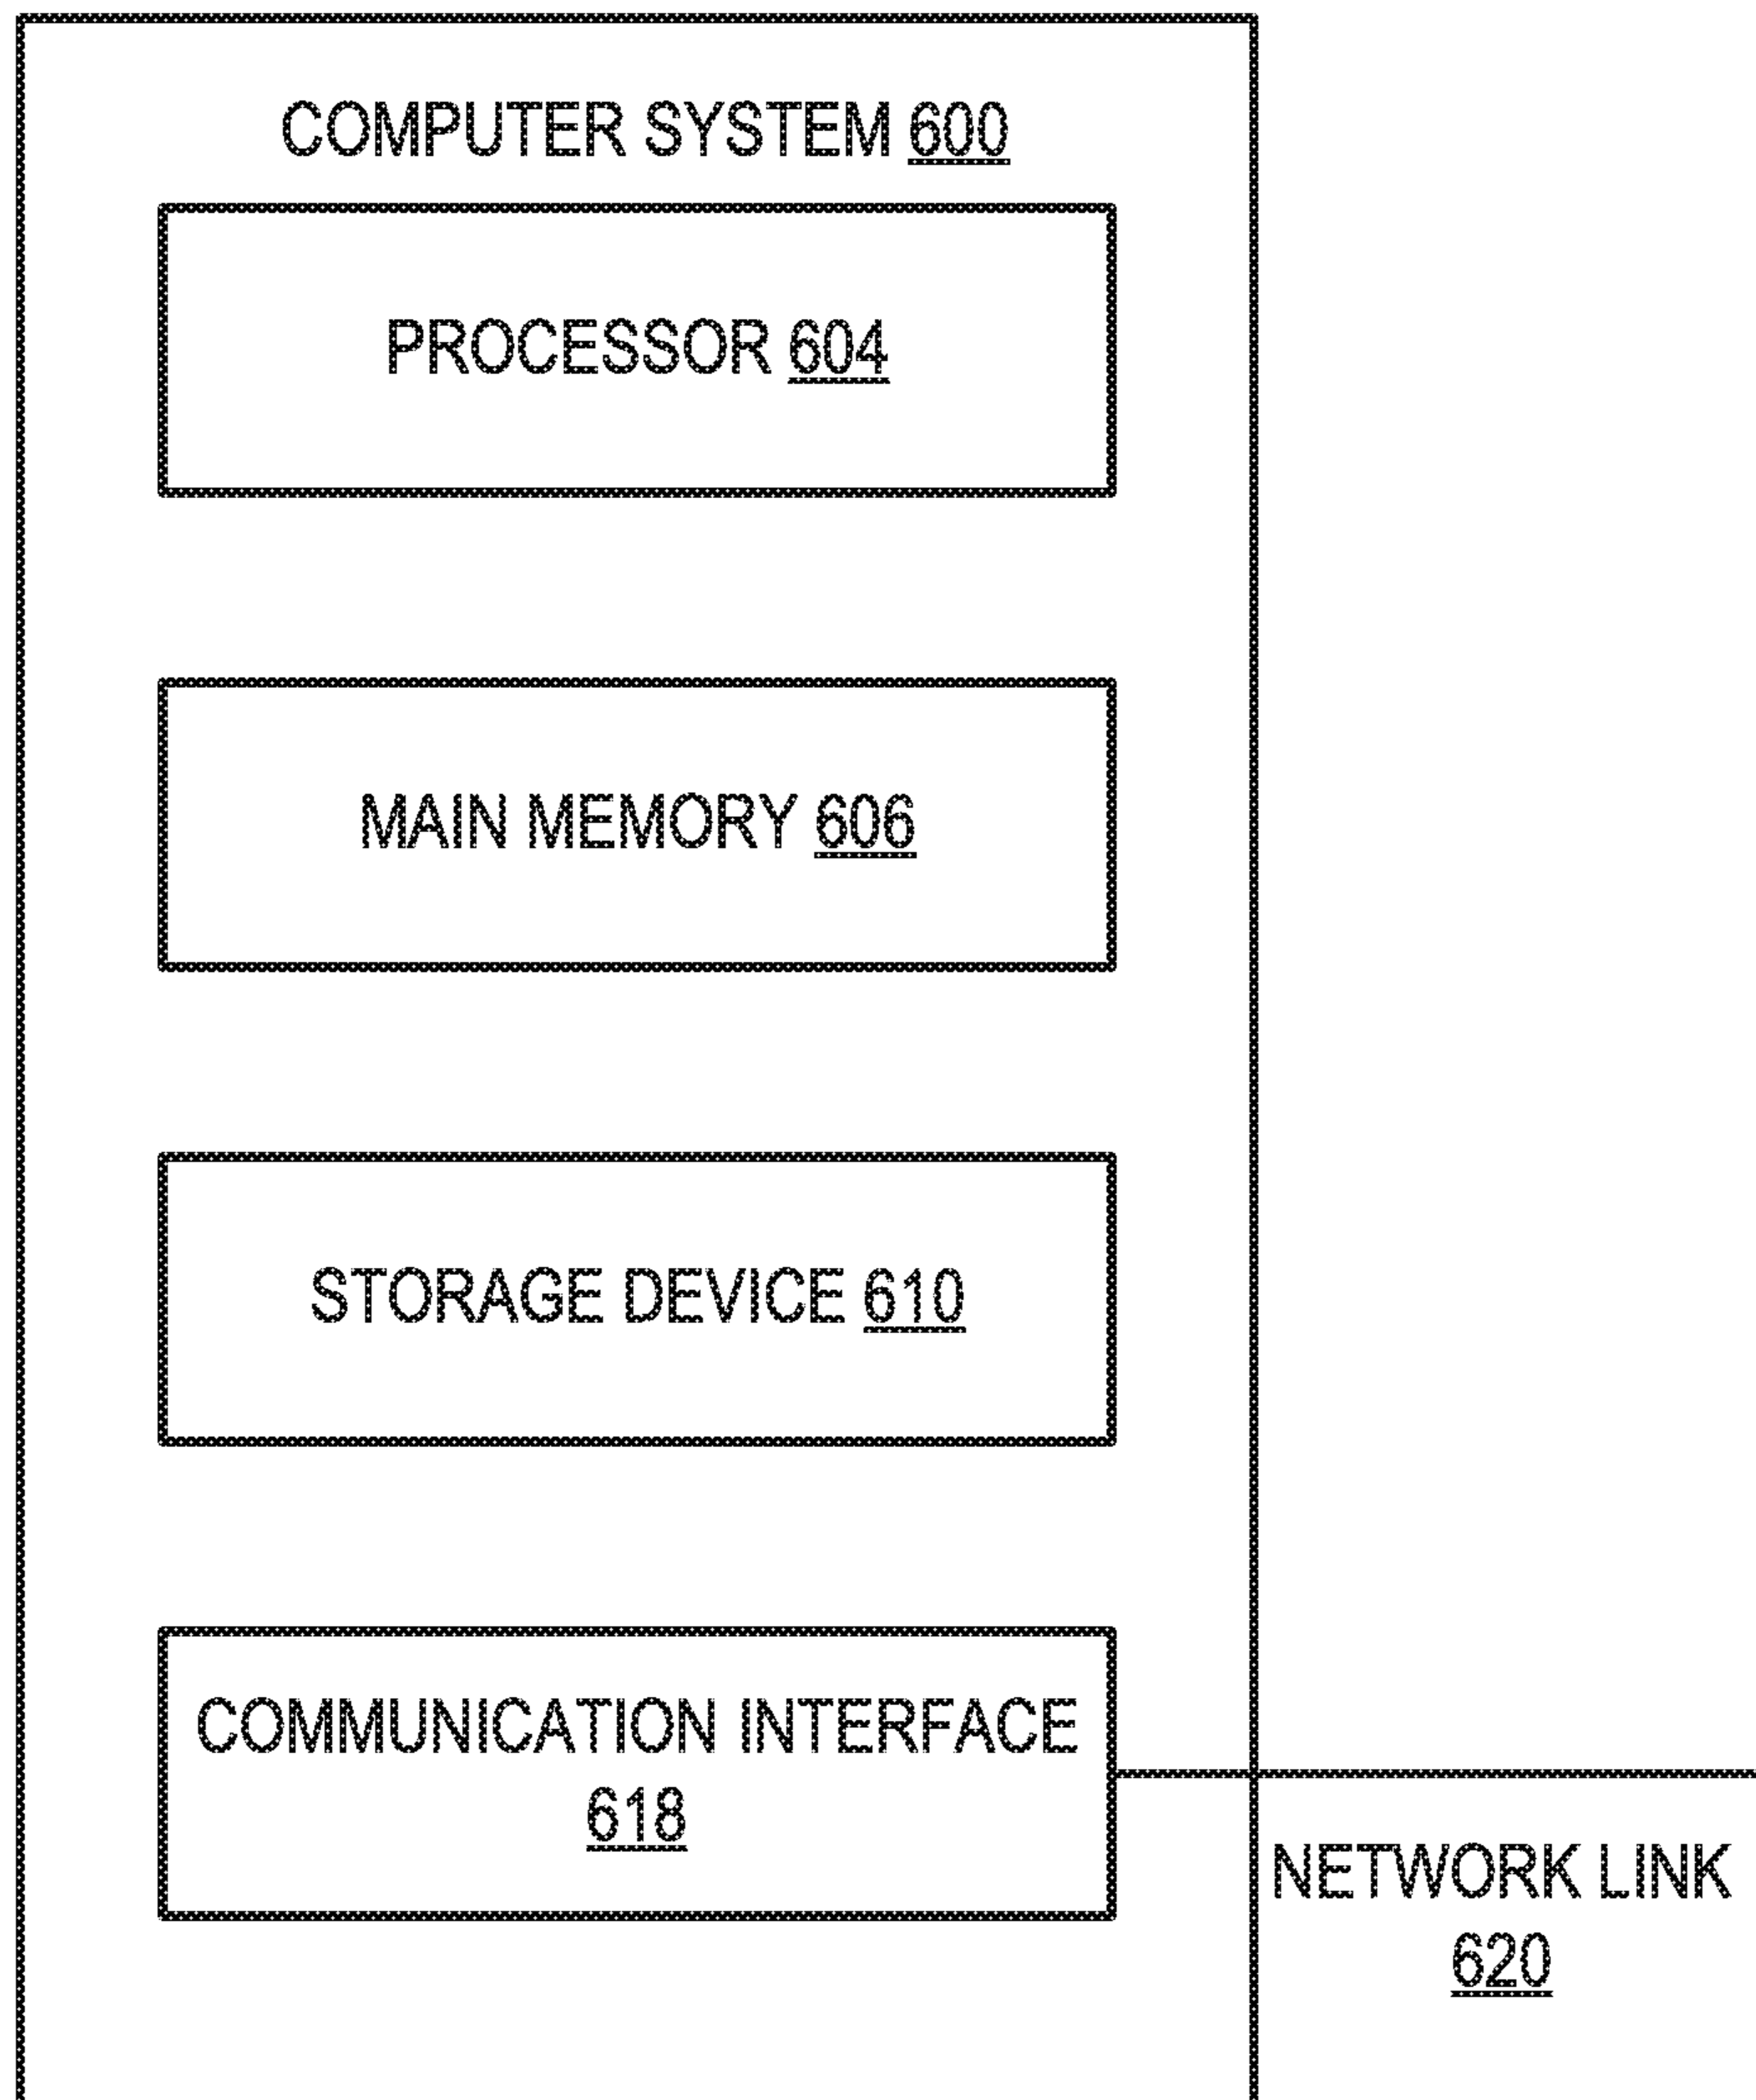 COMPUTER SYSTEM 600
PROCESSOR 604
MAIN MEMORY 606
STORAGE DEVICE 610
COMMUNICATION INTERFACE
618
NETWORK LINK
620